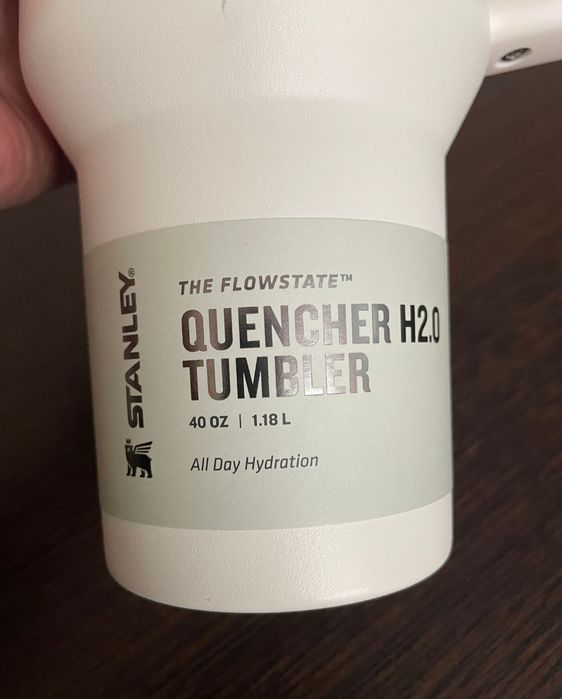 STANLEY®
THE FLOWSTATE™
QUENCHER H2.0
TUMBLER
40 OZ | 1.18 L
All Day Hydration